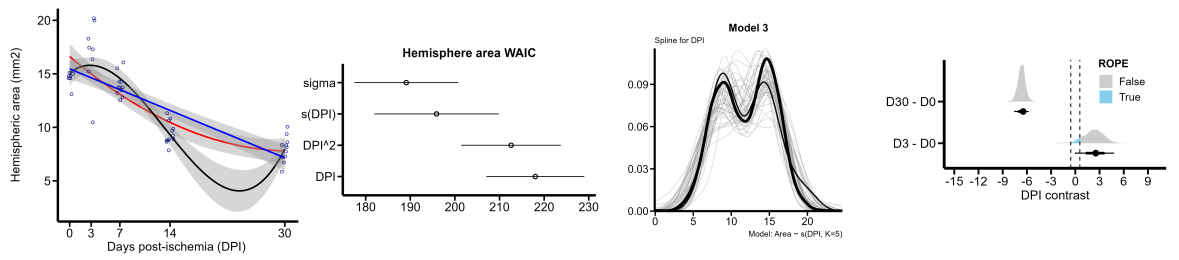 20
15
10
5
Hemispheric area (mm2)
0 3 7 14 30
Days post-ischemia (DPI)
Hemisphere area WAIC
sigma
s(DPI)
DPI^2
DPI
180 190 200 210 220 230
Model 3
Spline for DPI
0.09
0.06
0.03
0.00
0 5 10 15 20
Model: Area ~ s(DPI, K=5)
ROPE
False
True
D30 - D0
D3 - D0
-15 -12 -9 -6 -3 0 3 6 9
DPI contrast